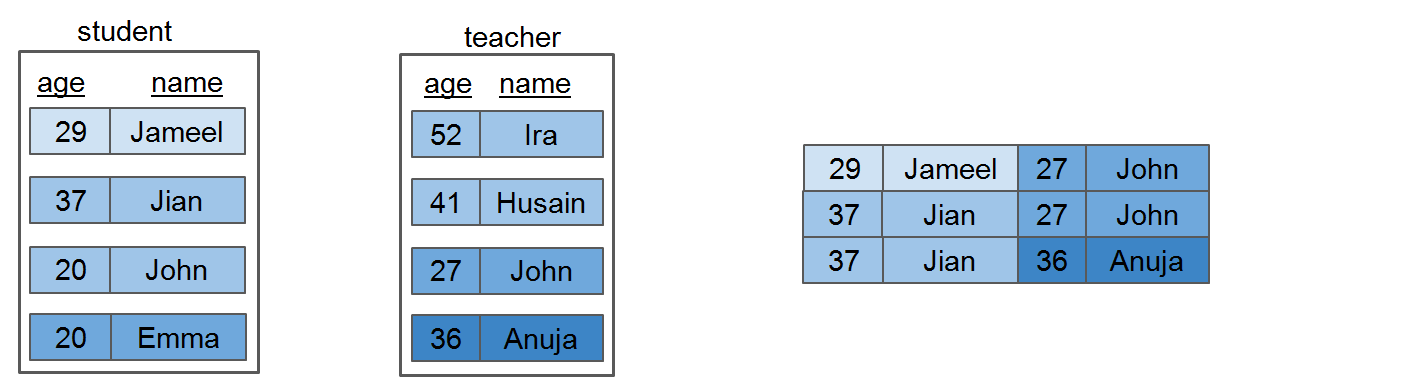 student
age name
29 Jameel
37 Jian
20 John
20 Emma
teacher
age name
52 Ira
41 Husain
27 John
36 Anuja
29 Jameel 27 John
37 Jian 27 John
37 Jian 36 Anuja